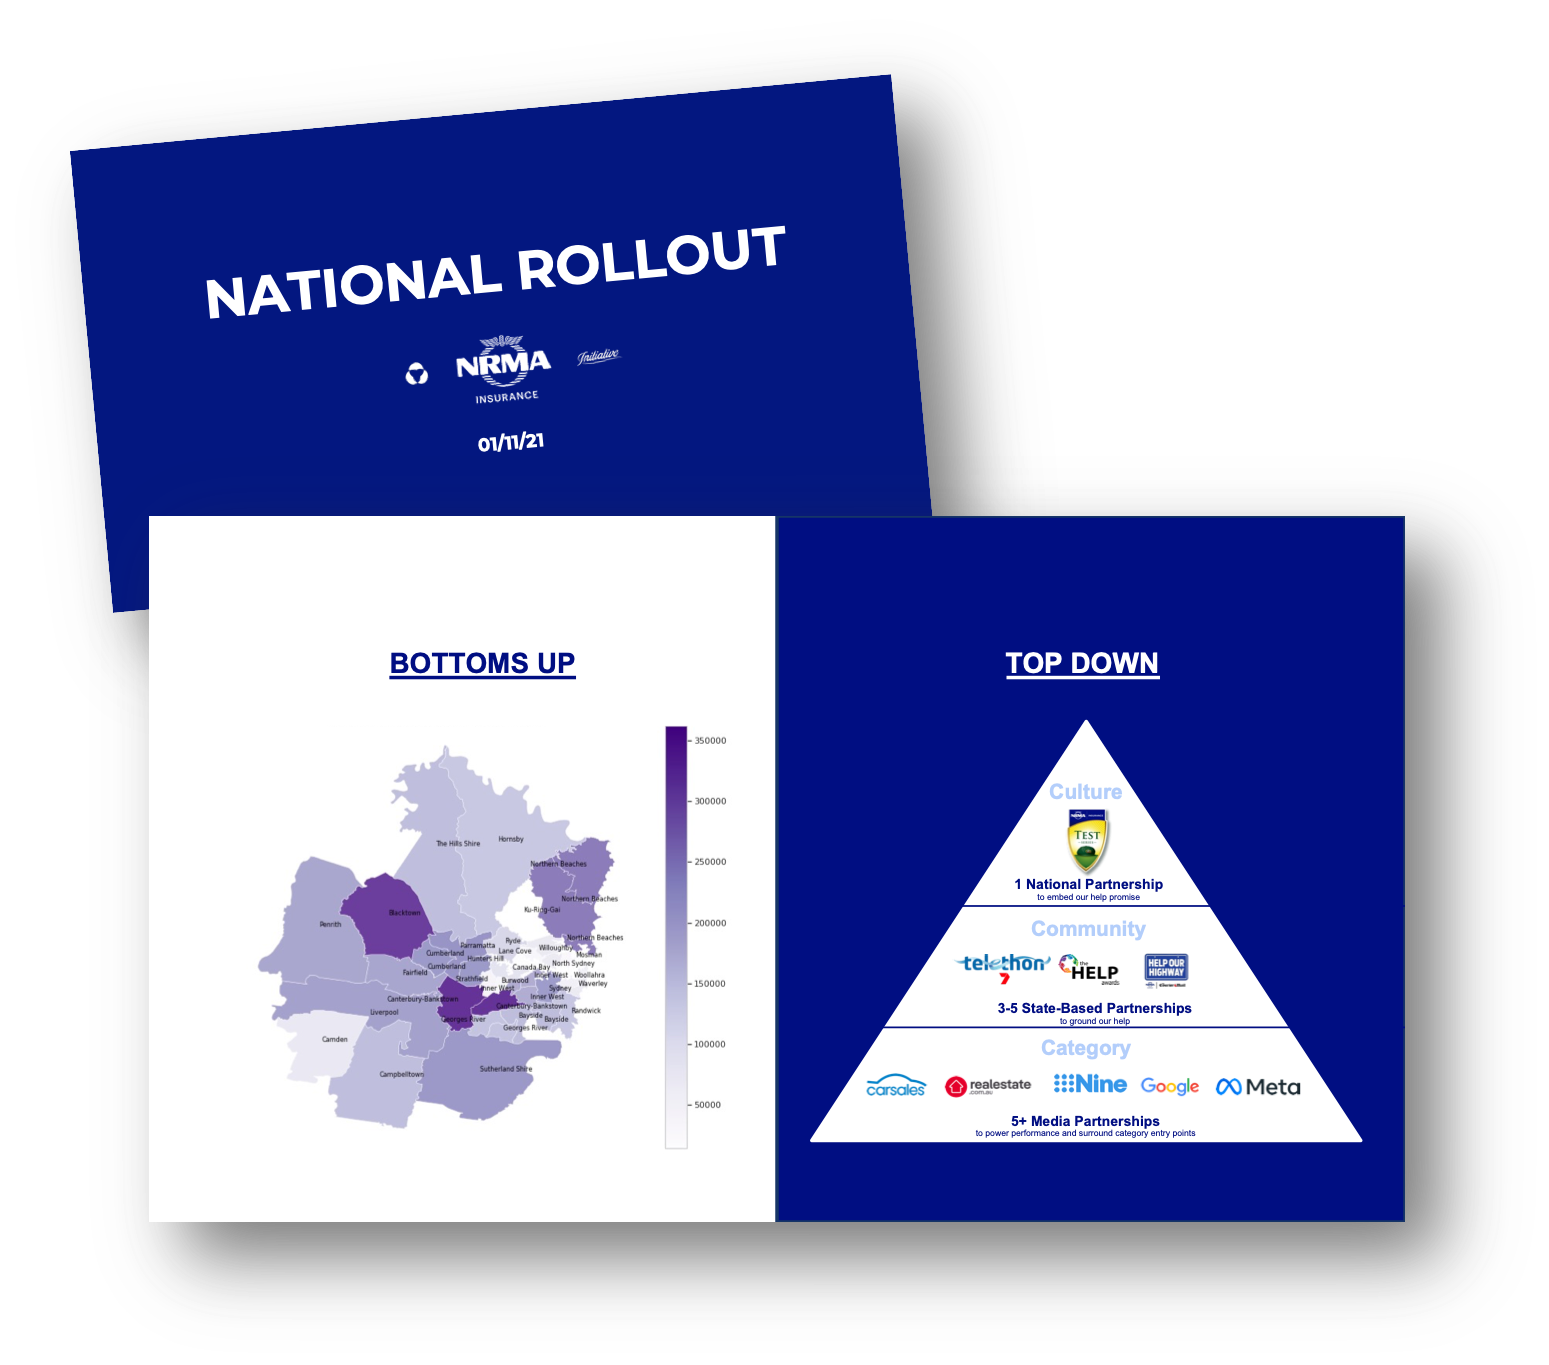 NATIONAL ROLLOUT
NRMA
INSURANCE
Initiative
01/11/21
BOTTOMS UP
350000
300000
250000
200000
150000
100000
50000
The Hills Shire
Hornsby
Northern Beaches
Northern Beaches
Blacktown
Ku-Ring-Gai
Penrith
Northern Beaches
Parramatta
Ryde
Cumberland
Lane Cove
Willoughby
Mosman
Hunters Hill
North Sydney
Cumberland
Canada Bay
Fairfield
Inner West
Woollahra
Strathfield
Burwood
Waverley
Inner West
Sydney
Canterbury-Bankstown
Inner West
Canterbury-Bankstown
Liverpool
Randwick
Georges River
Bayside
Bayside
Georges River
Camden
Campbelltown
Sutherland Shire
TOP DOWN
Culture
NRMA
TEST
1 National Partnership
to embed our help promise
Community
telethon
7
the
HELP
awards
HELP OUR
HIGHWAY
3-5 State-Based Partnerships
to ground our help
Category
carsales
realestate
.com.au
Nine
Google
Meta
5+ Media Partnerships
to power performance and surround category entry points